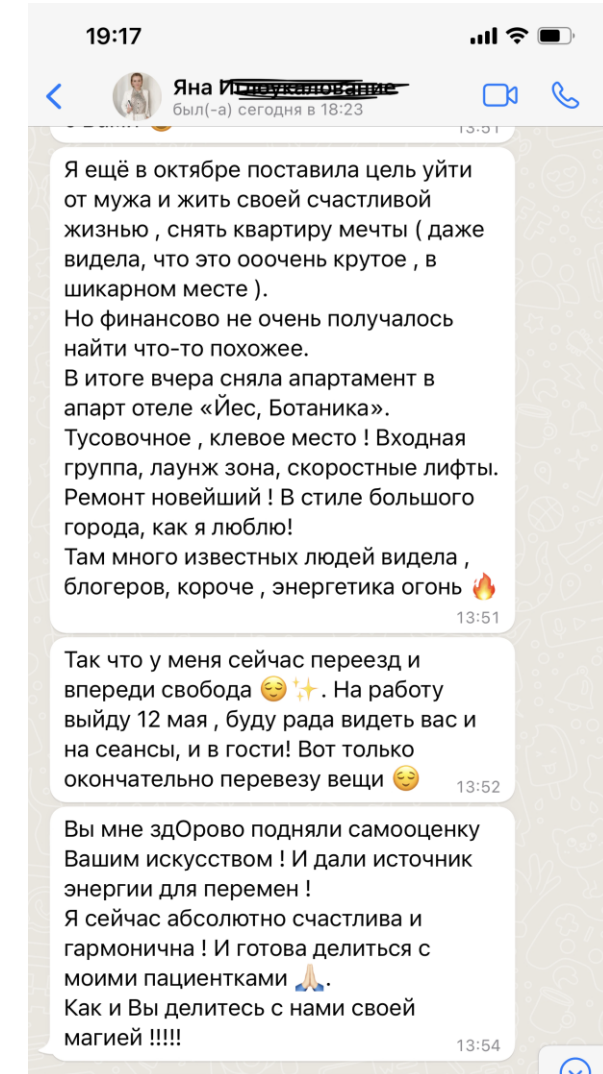 19:17
Яна
был(-а) сегодня в 18:23
13:51
Я ещё в октябре поставила цель уйти
от мужа и жить своей счастливой
жизнью , снять квартиру мечты ( даже
видела, что это ооочень крутое , в
шикарном месте ).
Но финансово не очень получалось
найти что-то похожее.
В итоге вчера сняла апартамент в
апарт отеле «Йес, Ботаника».
Тусовочное , клевое место ! Входная
группа, лаунж зона, скоростные лифты.
Ремонт новейший ! В стиле большого
города, как я люблю!
Там много известных людей видела ,
блогеров, короче , энергетика огонь 🔥
13:51
Так что у меня сейчас переезд и
впереди свобода 😌✨. На работу
выйду 12 мая , буду рада видеть вас и
на сеансы, и в гости! Вот только
окончательно перевезу вещи 😌
13:52
Вы мне здОрово подняли самооценку
Вашим искусством ! И дали источник
энергии для перемен !
Я сейчас абсолютно счастлива и
гармонична ! И готова делиться с
моими пациентками 🙏🏻.
Как и Вы делитесь с нами своей
магией !!!!!
13:54